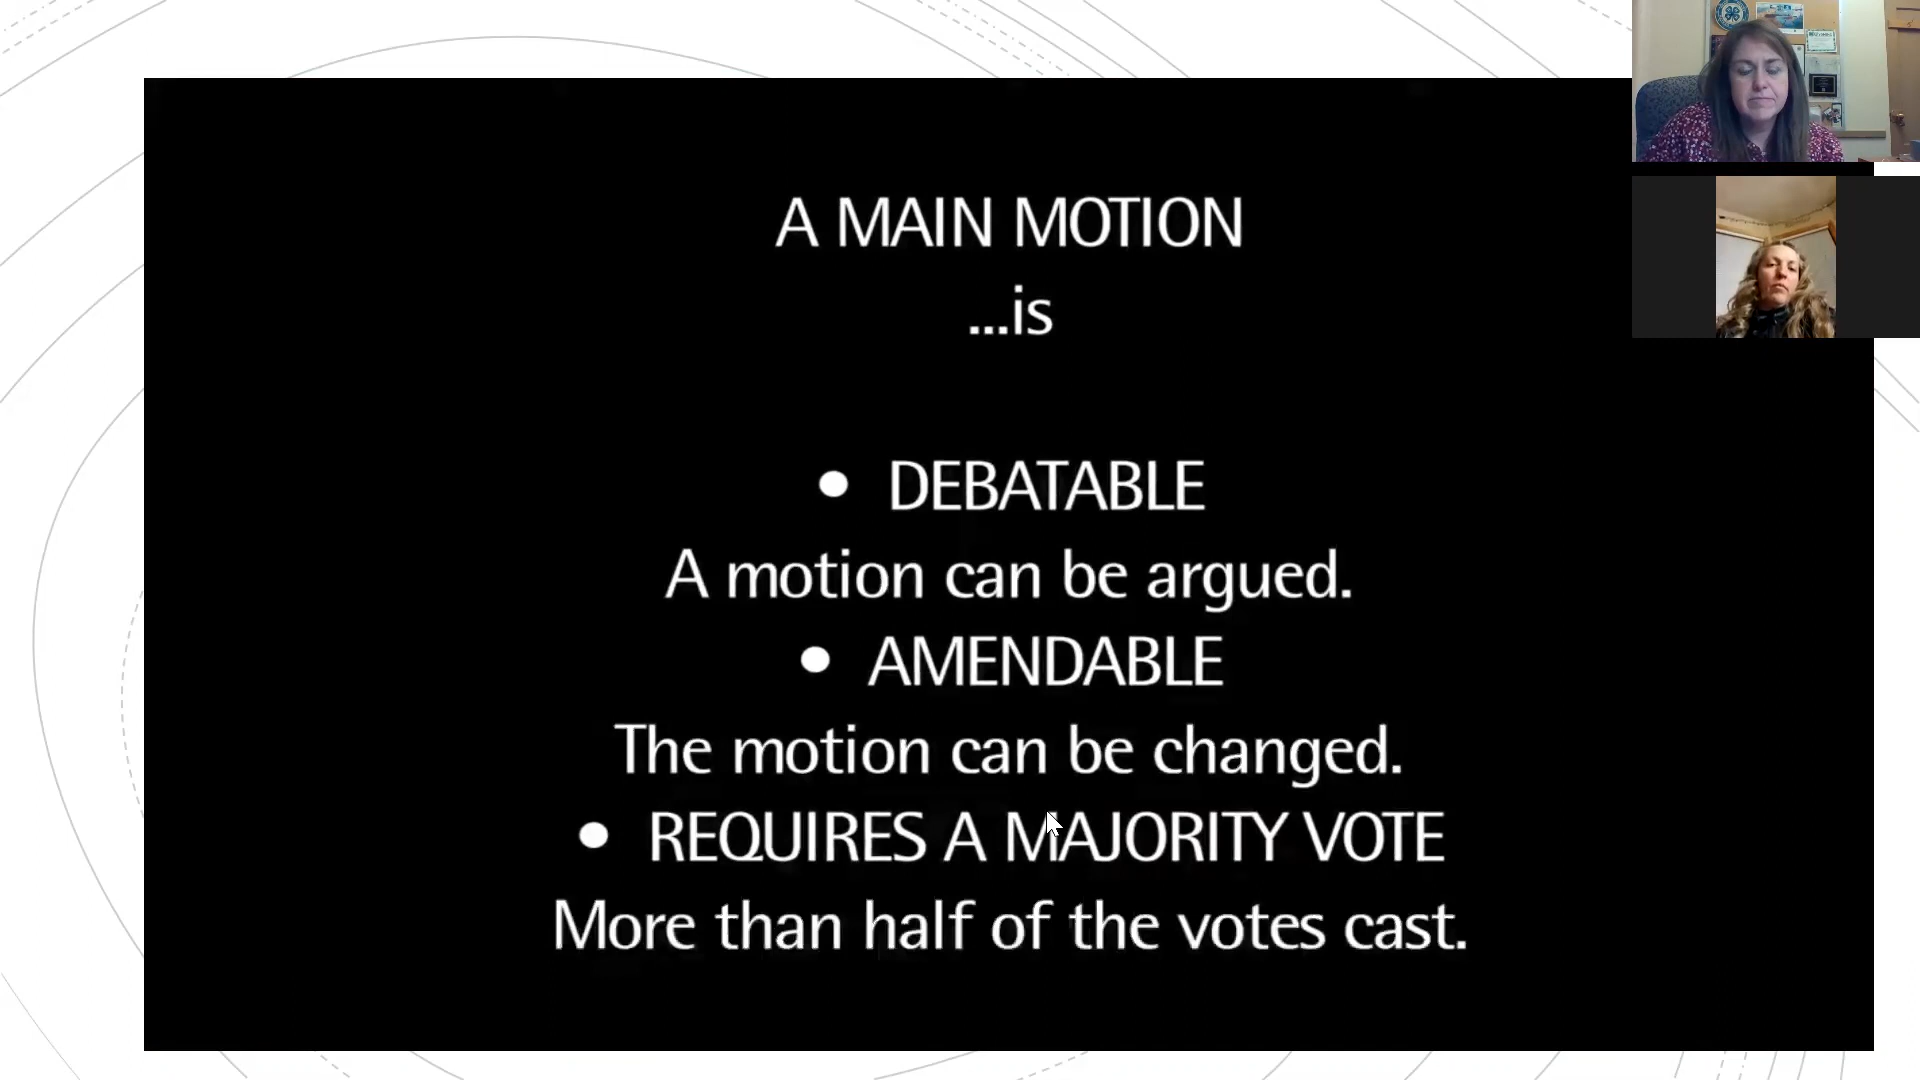 A MAIN MOTION
...is
• DEBATABLE
A motion can be argued.
• AMENDABLE
The motion can be changed.
• REQUIRES A MAJORITY VOTE
More than half of the votes cast.